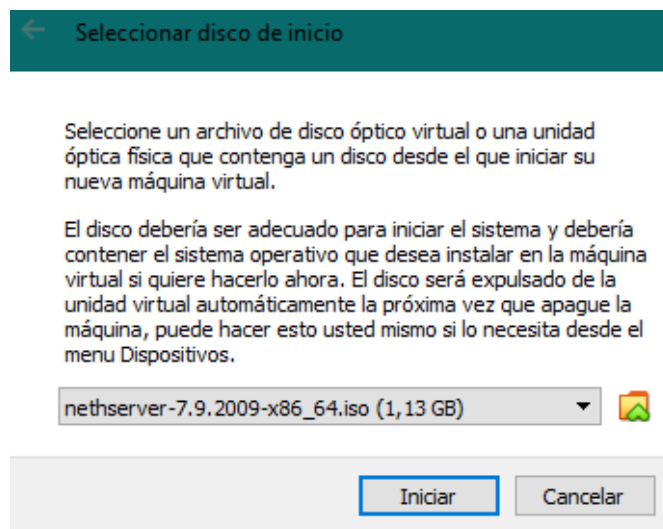 Seleccionar disco de inicio
Seleccione un archivo de disco óptico virtual o una unidad
óptica física que contenga un disco desde el que iniciar su
nueva máquina virtual.
El disco debería ser adecuado para iniciar el sistema y debería
contener el sistema operativo que desea instalar en la máquina
virtual si quiere hacerlo ahora. El disco será expulsado de la
unidad virtual automáticamente la próxima vez que apague la
máquina, puede hacer esto usted mismo si lo necesita desde el
menu Dispositivos.
nethserver-7.9.2009-x86_64.iso (1,13 GB)
Iniciar
Cancelar